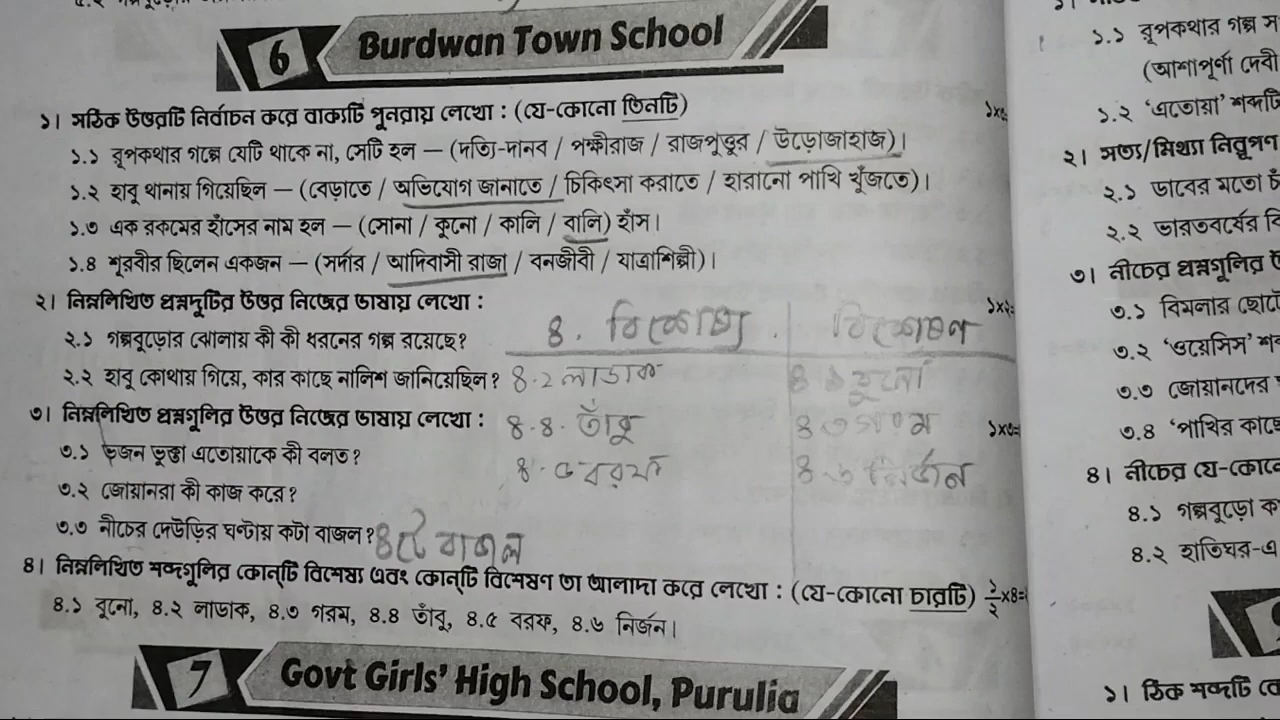 6 Burdwan Town School
১। সঠিক উত্তরটি নির্বাচন করে বাক্যটি পুনরায় লেখো : (যে-কোনো তিনটি)
১.১ রূপকথার গল্পে যেটি থাকে না, সেটি হল — (দত্যি-দানব / পক্ষীরাজ / রাজপুত্তুর / উড়োজাহাজ)।
১.২ হাবু থানায় গিয়েছিল — (বেড়াতে / অভিযোগ জানাতে / চিকিৎসা করাতে / হারানো পাখি খুঁজতে)।
১.৩ এক রকমের হাঁসের নাম হল — (সোনা / কুনো / কালি / বালি) হাঁস।
১.৪ শূরবীর ছিলেন একজন — (সর্দার / আদিবাসী রাজা / বনজীবী / যাত্রাশিল্পী)।
২। নিম্নলিখিত প্রশ্নদুটির উত্তর নিজের ভাষায় লেখো :
২.১ গল্পবুড়োর ঝোলায় কী কী ধরনের গল্প রয়েছে?
২.২ হাবু কোথায় গিয়ে, কার কাছে নালিশ জানিয়েছিল?
৩। নিম্নলিখিত প্রশ্নগুলির উত্তর নিজের ভাষায় লেখো :
৩.১ ভজন ভুক্তা এতোয়াকে কী বলত?
৩.২ জোয়ানরা কী কাজ করে?
৩.৩ নীচের দেউড়ির ঘণ্টায় কটা বাজল? ৪টে বাজল
৪. বিশেষ্য বিশেষণ
৪.২ লাডাক ৪.১ বুনো
৪.৪. তাঁবু ৪.৩ গরম
৪.৫ বরফ ৪.৬ নির্জন
৪। নিম্নলিখিত শব্দগুলির কোন্‌টি বিশেষ্য এবং কোন্‌টি বিশেষণ তা আলাদা করে লেখো : (যে-কোনো চারটি) ১/২×৪=
৪.১ বুনো, ৪.২ লাডাক, ৪.৩ গরম, ৪.৪ তাঁবু, ৪.৫ বরফ, ৪.৬ নির্জন।
7 Govt Girls' High School, Purulia
১.১ রূপকথার গল্প
(আশাপূর্ণা দেবী
১.২ ‘এতোয়া’ শব্দটি
২। সত্য/মিথ্যা নিরূপণ
২.১ ডাবের মতো
২.২ ভারতবর্ষের
৩। নীচের প্রশ্নগুলির
৩.১ বিমলার
৩.২ ‘ওয়েসিস’
৩.৩ জোয়ানদের
৩.৪ ‘পাখির কাছে
৪। নীচের যে-কোনো
৪.১ গল্পবুড়ো
৪.২ হাতিঘর-এ
১। ঠিক শব্দটি